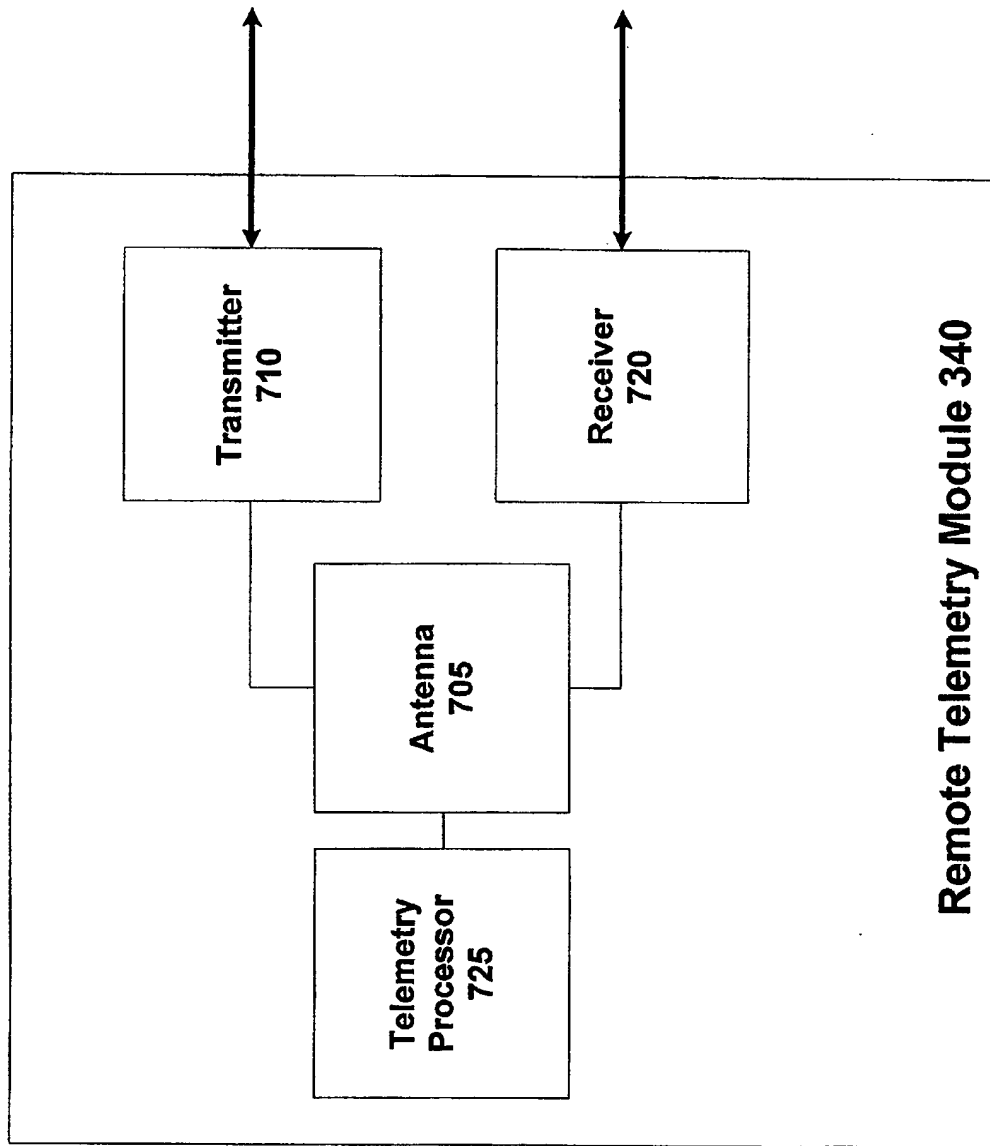 Telemetry
Processor
725
Antenna
705
Transmitter
710
Receiver
720
Remote Telemetry Module 340